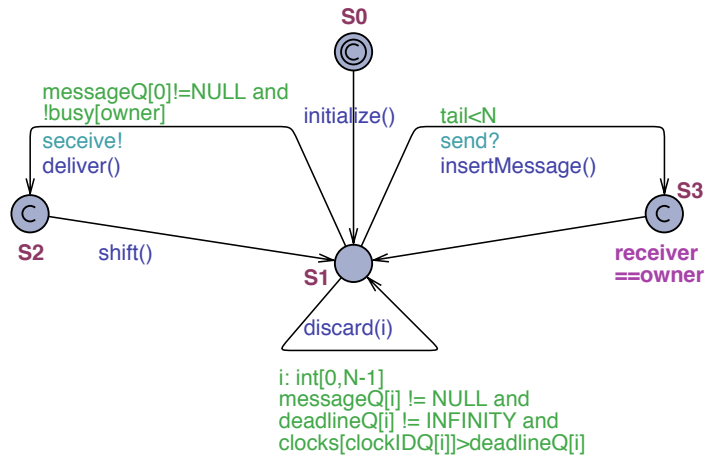 S0
C
messageQ[0]!=NULL and
!busy[owner]
seceive!
deliver()
initialize()
tail<N
send?
insertMessage()
C
S2
C
S3
shift()
S1
receiver
==owner
discard(i)
i: int[0,N-1]
messageQ[i] != NULL and
deadlineQ[i] != INFINITY and
clocks[clockIDQ[i]]>deadlineQ[i]